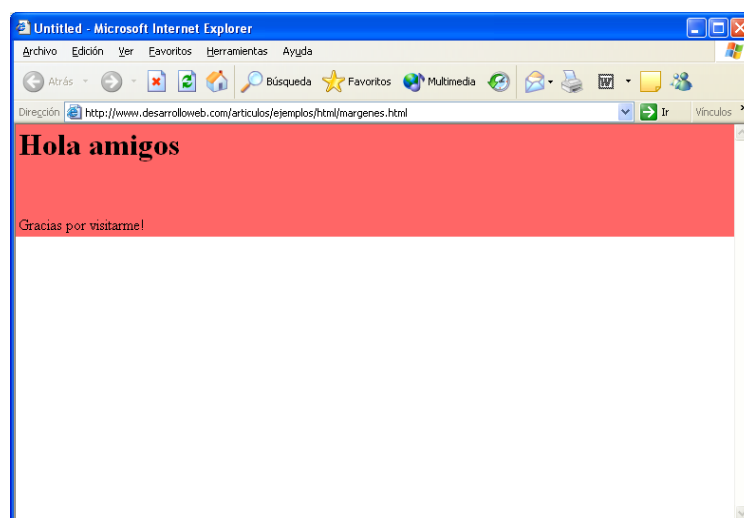 Untitled - Microsoft Internet Explorer
Archivo Edición Ver Favoritos Herramientas Ayuda
Atrás Búsqueda Favoritos Multimedia W
Dirección http://www.desarrolloweb.com/articulos/ejemplos/html/margenes.html Ir Vínculos »
Hola amigos
Gracias por visitarme!